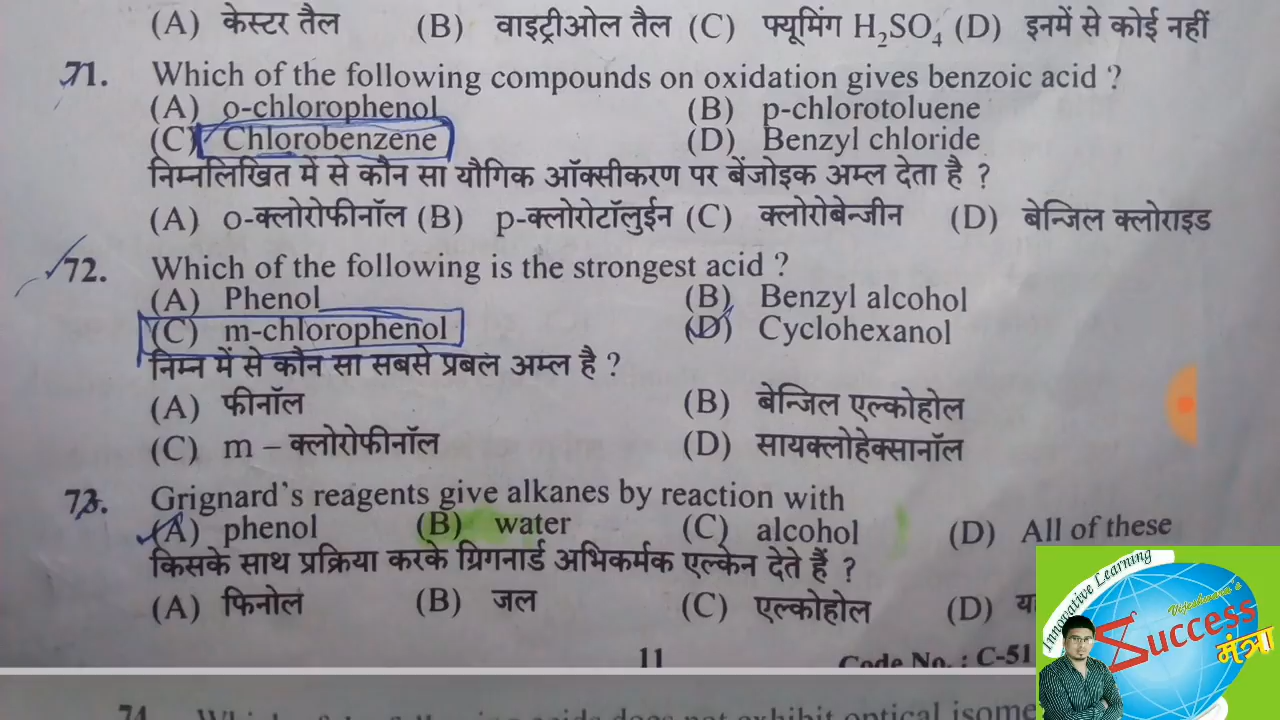 (A) केस्टर तैल (B) वाइट्रीओल तैल (C) फ्यूमिंग H₂SO₄ (D) इनमें से कोई नहीं
71. Which of the following compounds on oxidation gives benzoic acid ?
(A) o-chlorophenol (B) p-chlorotoluene
(C) Chlorobenzene (D) Benzyl chloride
निम्नलिखित में से कौन सा यौगिक ऑक्सीकरण पर बेंजोइक अम्ल देता है ?
(A) o-क्लोरोफीनॉल (B) p-क्लोरोटॉलुईन (C) क्लोरोबेन्जीन (D) बेन्जिल क्लोराइड
72. Which of the following is the strongest acid ?
(A) Phenol (B) Benzyl alcohol
(C) m-chlorophenol (D) Cyclohexanol
निम्न में से कौन सा सबसे प्रबल अम्ल है ?
(A) फीनॉल (B) बेन्जिल एल्कोहोल
(C) m – क्लोरोफीनॉल (D) सायक्लोहेक्सानॉल
73. Grignard's reagents give alkanes by reaction with
(A) phenol (B) water (C) alcohol (D) All of these
किसके साथ प्रक्रिया करके ग्रिगनार्ड अभिकर्मक एल्केन देते हैं ?
(A) फिनोल (B) जल (C) एल्कोहोल (D)
11 Code No. : C-51
74. optical
Innovative Learning
Success
मंत्रा